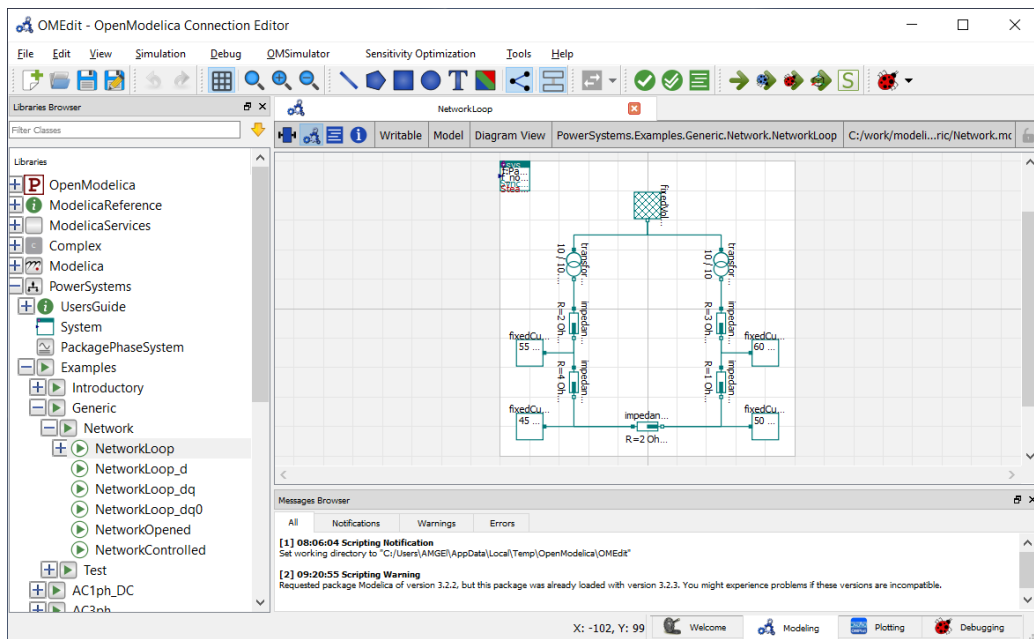 OMEdit - OpenModelica Connection Editor
File Edit View Simulation Debug OMSimulator Sensitivity Optimization Tools Help
T S
Libraries Browser
Filter Classes
Libraries
P OpenModelica
ModelicaReference
ModelicaServices
C Complex
Modelica
PowerSystems
UsersGuide
System
PackagePhaseSystem
Examples
Introductory
Generic
Network
NetworkLoop
NetworkLoop_d
NetworkLoop_dq
NetworkLoop_dq0
NetworkOpened
NetworkControlled
Test
AC1ph_DC
AC3ph
NetworkLoop
Writable Model Diagram View PowerSystems.Examples.Generic.Network.NetworkLoop C:/work/modeli...ric/Network.mo
fixedVol...
transfor...
10 / 10...
transfor...
10 / 10
impedan...
R=2 Oh...
impedan...
R=3 Oh...
fixedCu...
55 ...
fixedCu...
60 ...
impedan...
R=4 Oh...
impedan...
R=1 Oh...
fixedCu...
45 ...
impedan...
R=2 Oh...
fixedCu...
50 ...
Messages Browser
All Notifications Warnings Errors
[1] 08:06:04 Scripting Notification
Set working directory to "C:/Users/AMGEI/AppData/Local/Temp/OpenModelica/OMEdit"
[2] 09:20:55 Scripting Warning
Requested package Modelica of version 3.2.2, but this package was already loaded with version 3.2.3. You might experience problems if these versions are incompatible.
X: -102, Y: 99 Welcome Modeling Plotting Debugging